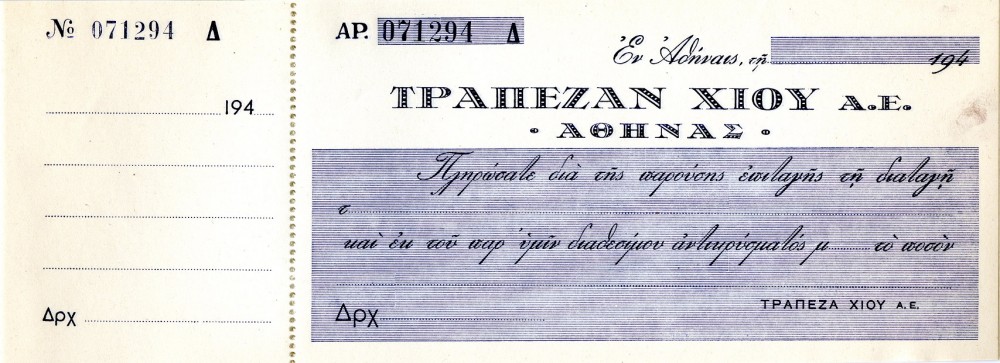 № 071294 Δ
194
Δρχ
ΑΡ. 071294 Δ
Ἐν Ἀθήναις, τῇ 194
ΤΡΑΠΕΖΑΝ ΧΙΟΥ Α.Ε.
· ΑΘΗΝΑΣ ·
Πληρώσατε διὰ τῆς παρούσης ἐπιταγῆς τῇ διαταγῇ
τ
καὶ ἐκ τοῦ παρ' ὑμῖν διαθεσίμου ἀντικρύσματός μ τὸ ποσὸν
Δρχ
ΤΡΑΠΕΖΑ ΧΙΟΥ Α.Ε.